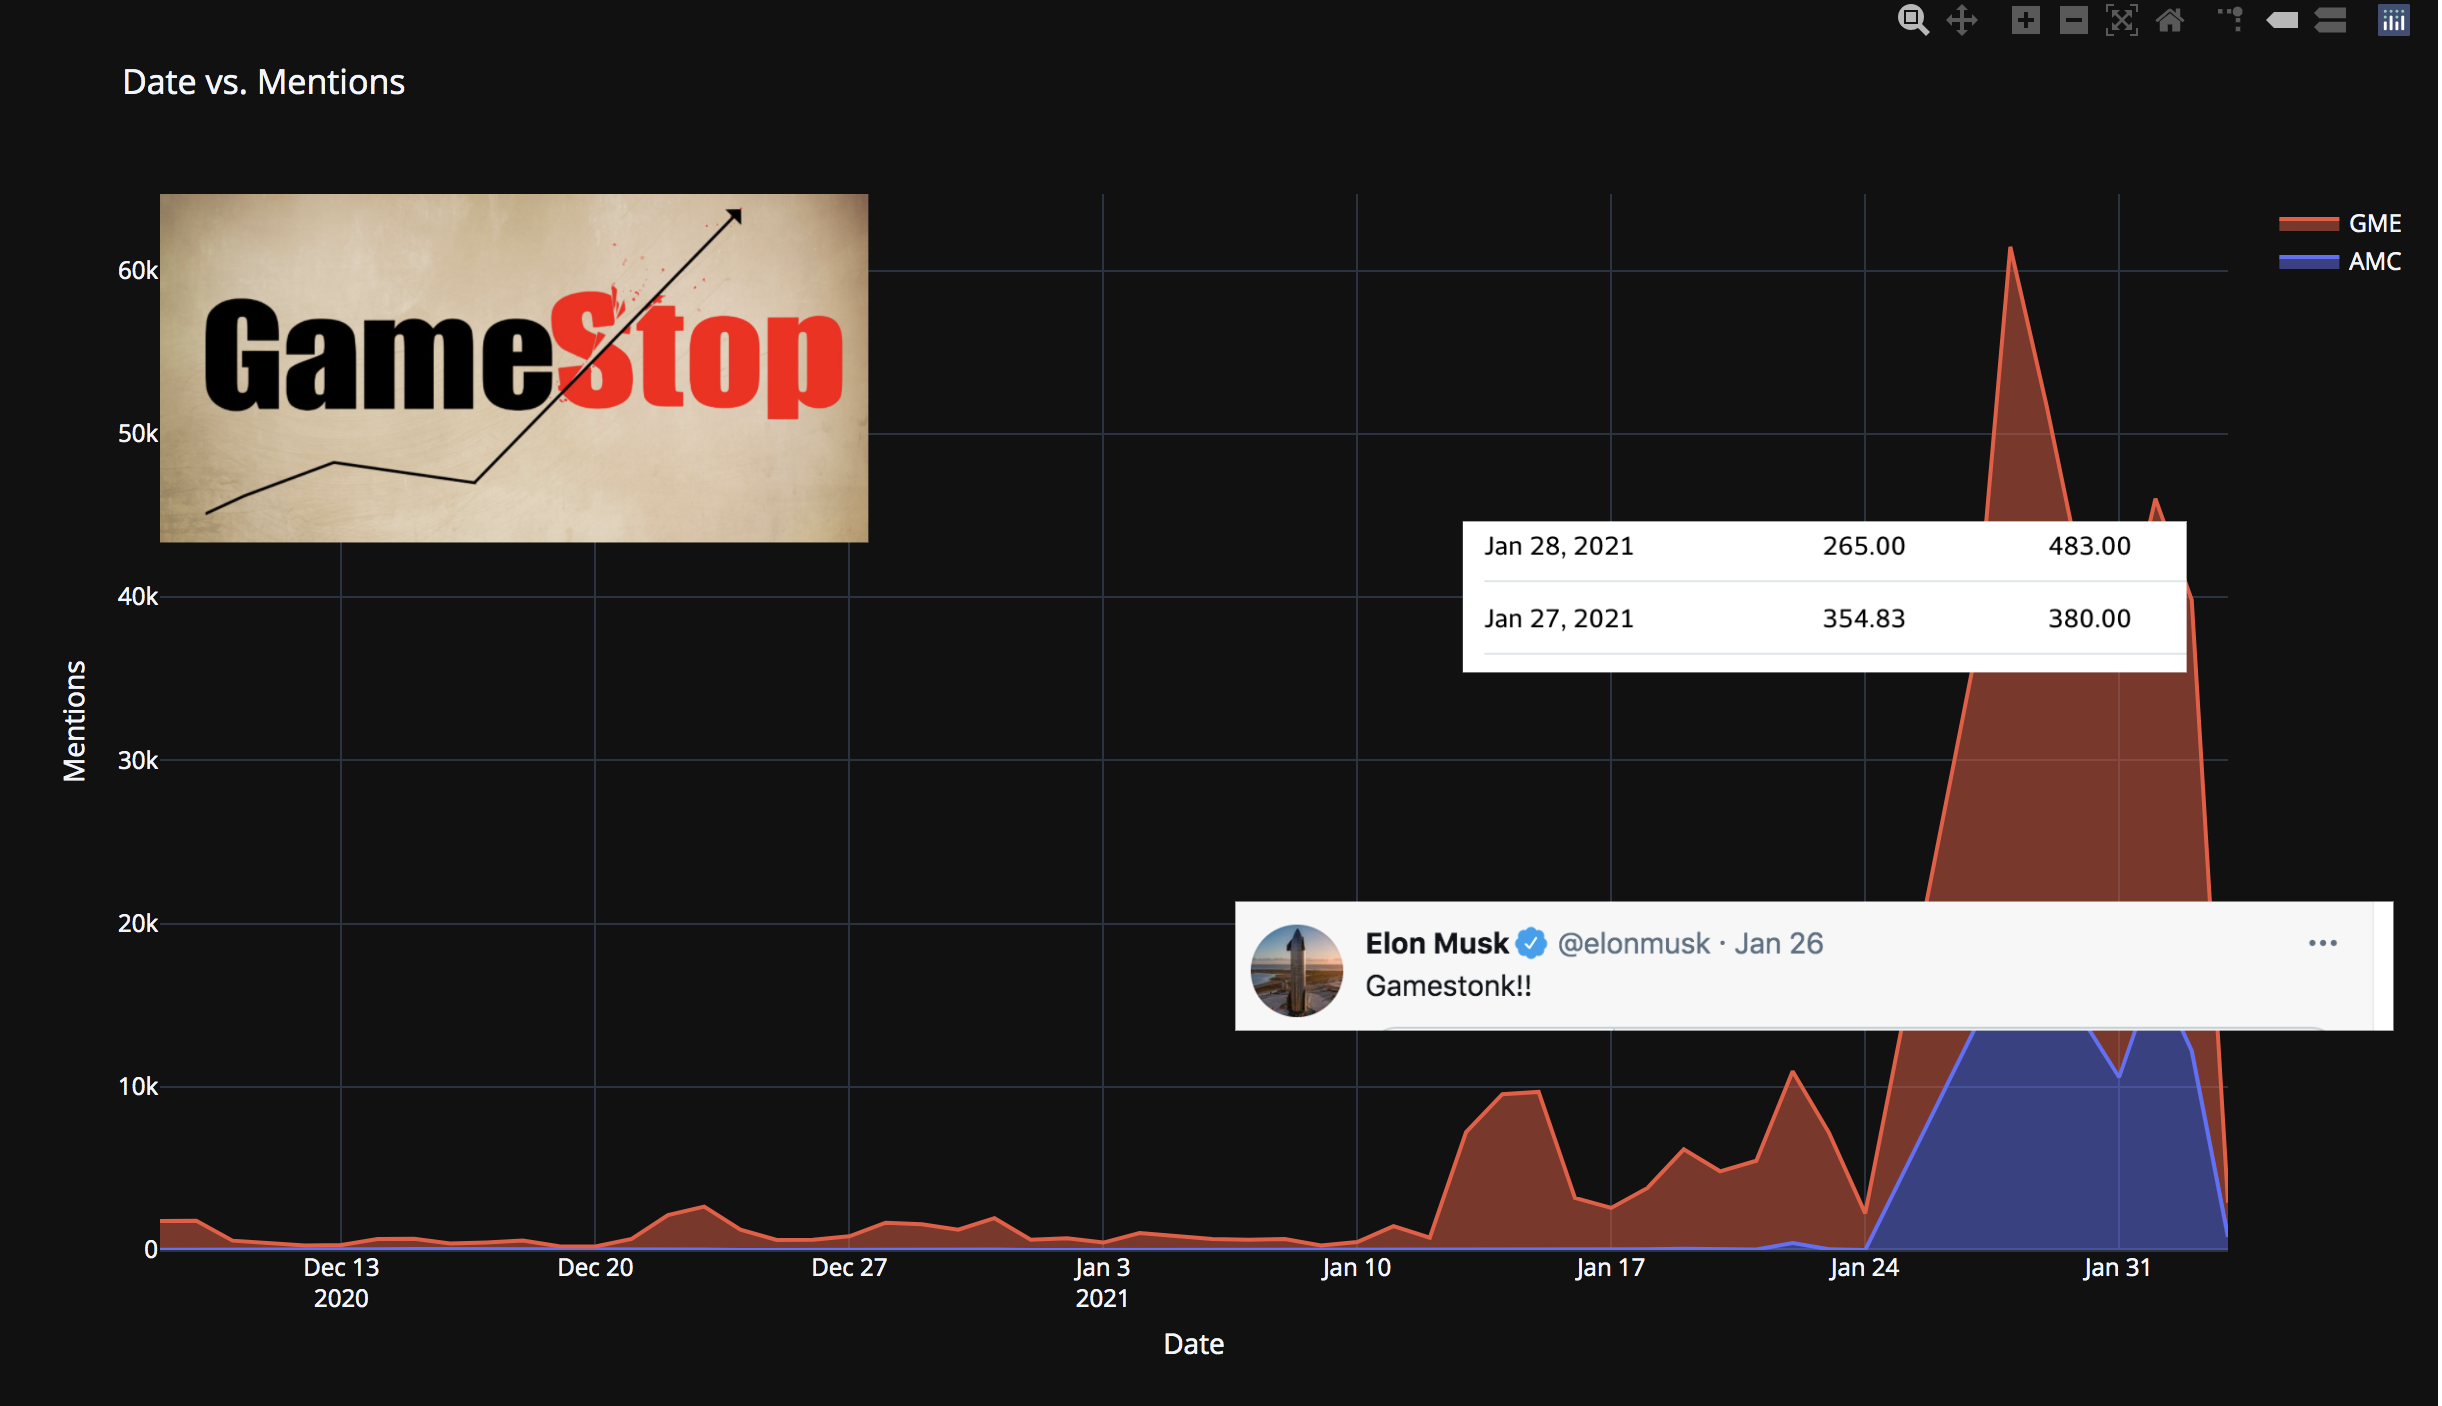 Date vs. Mentions
GME
AMC
GameStop
60k
50k
40k
30k
20k
10k
0
Mentions
Jan 28, 2021 265.00 483.00
Jan 27, 2021 354.83 380.00
Elon Musk @elonmusk · Jan 26
Gamestonk!!
Dec 13 Dec 20 Dec 27 Jan 3 Jan 10 Jan 17 Jan 24 Jan 31
2020 2021
Date